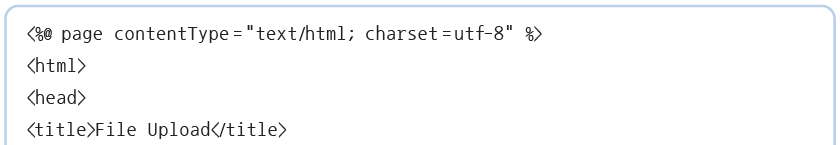 <%@ page contentType="text/html; charset=utf-8" %>
<html>
<head>
<title>File Upload</title>